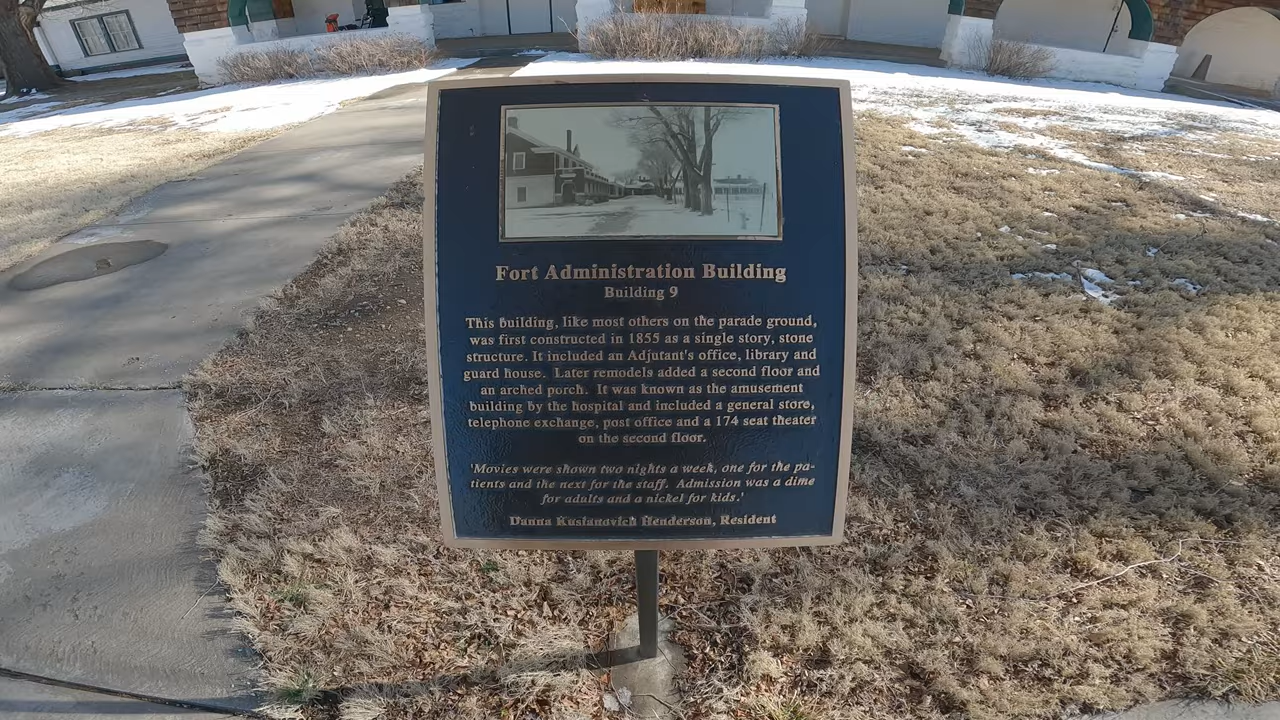 Fort Administration Building
Building 9
This building, like most others on the parade ground,
was first constructed in 1855 as a single story, stone
structure. It included an Adjutant's office, library and
guard house. Later remodels added a second floor and
an arched porch. It was known as the amusement
building by the hospital and included a general store,
telephone exchange, post office and a 174 seat theater
on the second floor.
'Movies were shown two nights a week, one for the pa-
tients and the next for the staff. Admission was a dime
for adults and a nickel for kids.'
Danna Kusianovich Henderson, Resident